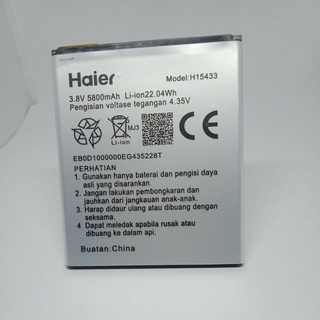 Haier
Model:H15433
3.8V 5800mAh Li-ion22.04Wh
Pengisian voltase tegangan 4.35V
MJ3
Li-ion
EB0D1000000EG435228T
PERHATIAN
1. Gunakan hanya baterai dan pengisi daya
asli yang disarankan.
2. Jangan lakukan pembongkaran dan
jauhkan dari jangkauan anak-anak.
3. Harap didaur ulang atau dibuang dengan
seksama.
4. Dapat meledak apabila rusak atau
dibuang ke dalam api.
Buatan:China